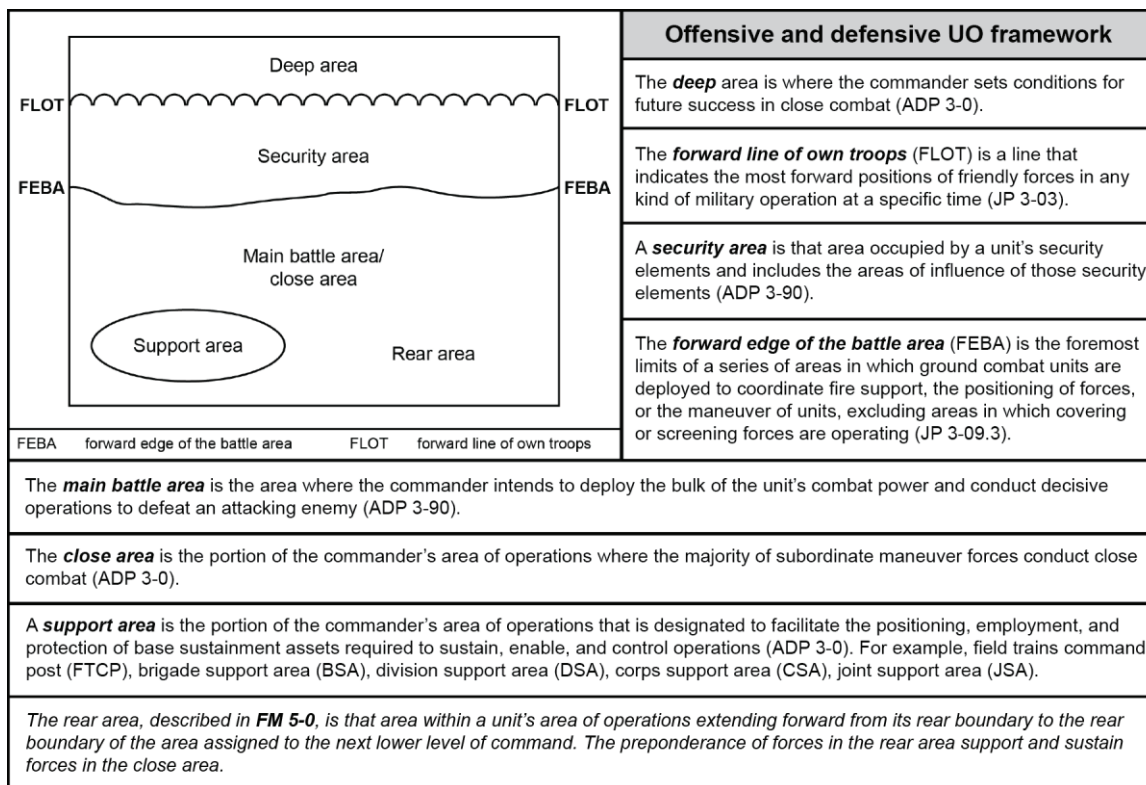 Deep area
FLOT
FLOT
Security area
FEBA
FEBA
Main battle area/
close area
Support area
Rear area
FEBA forward edge of the battle area FLOT forward line of own troops
Offensive and defensive UO framework
The deep area is where the commander sets conditions for
future success in close combat (ADP 3-0).
The forward line of own troops (FLOT) is a line that
indicates the most forward positions of friendly forces in any
kind of military operation at a specific time (JP 3-03).
A security area is that area occupied by a unit's security
elements and includes the areas of influence of those security
elements (ADP 3-90).
The forward edge of the battle area (FEBA) is the foremost
limits of a series of areas in which ground combat units are
deployed to coordinate fire support, the positioning of forces,
or the maneuver of units, excluding areas in which covering
or screening forces are operating (JP 3-09.3).
The main battle area is the area where the commander intends to deploy the bulk of the unit's combat power and conduct decisive
operations to defeat an attacking enemy (ADP 3-90).
The close area is the portion of the commander's area of operations where the majority of subordinate maneuver forces conduct close
combat (ADP 3-0).
A support area is the portion of the commander's area of operations that is designated to facilitate the positioning, employment, and
protection of base sustainment assets required to sustain, enable, and control operations (ADP 3-0). For example, field trains command
post (FTCP), brigade support area (BSA), division support area (DSA), corps support area (CSA), joint support area (JSA).
The rear area, described in FM 5-0, is that area within a unit's area of operations extending forward from its rear boundary to the rear
boundary of the area assigned to the next lower level of command. The preponderance of forces in the rear area support and sustain
forces in the close area.